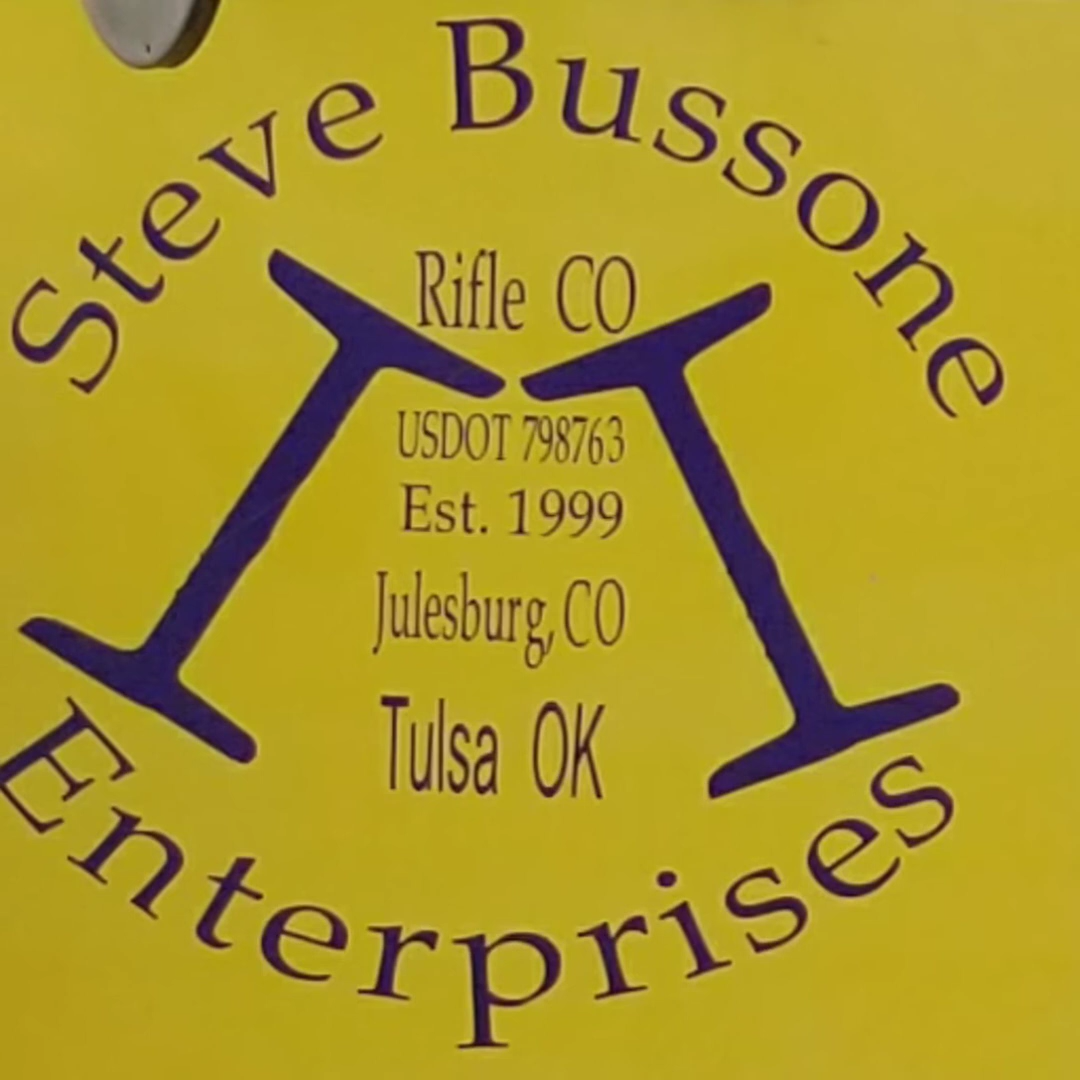 Steve Bussone
Rifle CO
USDOT 798763
Est. 1999
Julesburg, CO
Tulsa OK
Enterprises